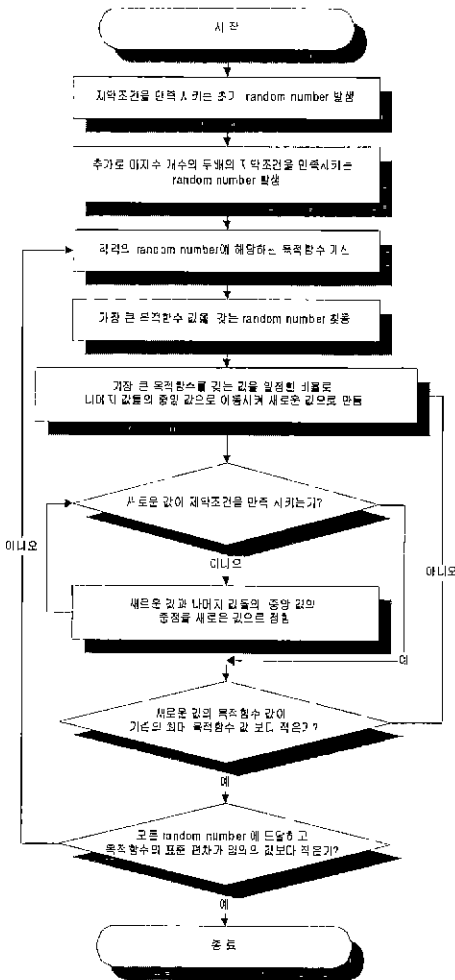 시 작
제약조건을 만족 시키는 초기 random number 발생
추가로 미지수 개수의 두배의 제약조건을 만족시키는
random number 발생
각각의 random number에 해당하는 목적함수 계산
가장 큰 목적함수 값을 갖는 random number 찾음
가장 큰 목적함수를 갖는 값을 일정한 비율로
나머지 값들의 중앙 값으로 이동시켜 새로운 값으로 만듦
새로운 값이 제약조건을 만족 시키는가?
아니오
아니오
아니오
새로운 값과 나머지 값들의 중앙 값의
중점를 새로운 값으로 정함
예
새로운 값의 목적함수 값이
기존의 최대 목적함수 값 보다 적은가?
예
모든 random number 에 도달하고
목적함수의 표준 편차가 임의의 값보다 적은가?
예
종 료